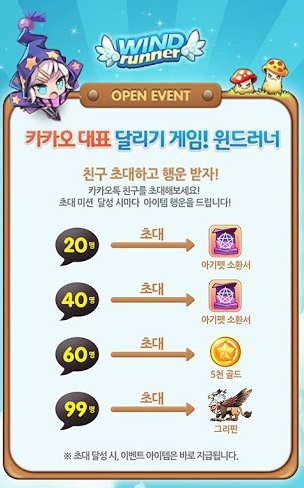 WIND
runner
OPEN EVENT
카카오 대표 달리기 게임! 윈드러너
친구 초대하고 행운 받자!
카카오톡 친구를 초대해보세요!
초대 미션 달성 시마다 아이템 행운을 드립니다!
20명 초대
아기펫 소환서
40명 초대
아기펫 소환서
60명 초대
5천 골드
99명 초대
그리핀
※ 초대 달성 시, 이벤트 아이템은 바로 지급됩니다.